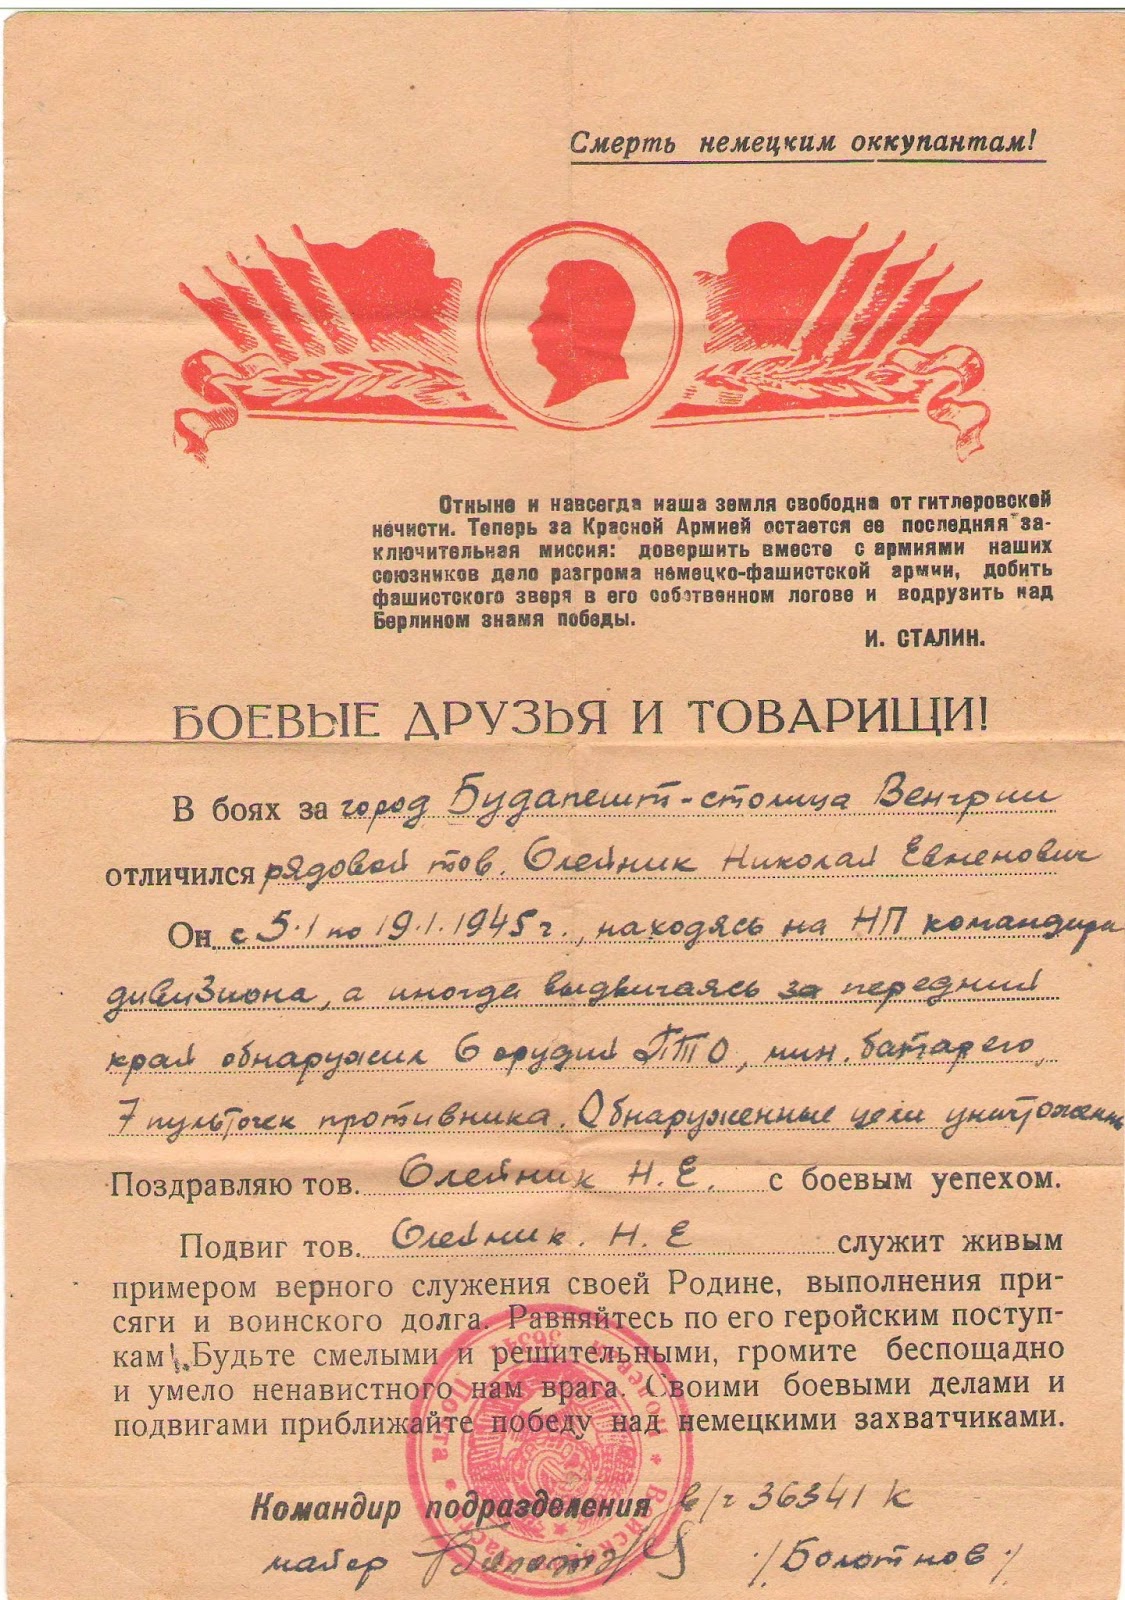 Смерть немецким оккупантам!
Отныне и навсегда наша земля свободна от гитлеровской
нечисти. Теперь за Красной Армией остается ее последняя за-
ключительная миссия: довершить вместе с армиями наших
союзников дело разгрома немецко-фашистской армии, добить
фашистского зверя в его собственном логове и водрузить над
Берлином знамя победы.
И. СТАЛИН.
БОЕВЫЕ ДРУЗЬЯ И ТОВАРИЩИ!
В боях за город Будапешт-столица Венгрии
отличился рядовой тов. Олейник Николай Евменович
Он с 5.1 по 19.1.1945 г., находясь на НП командира
дивизиона, а иногда выдвигаясь за передний
край обнаружил 6 орудий ПТО, мин. батарею,
7 пульточек противника. Обнаруженные цели уничтожены
Поздравляю тов. Олейник Н. Е. с боевым успехом.
Подвиг тов. Олейник. Н. Е служит живым
примером верного служения своей Родине, выполнения при-
сяги и воинского долга. Равняйтесь по его геройским поступ-
кам! Будьте смелыми и решительными, громите беспощадно
и умело ненавистного нам врага. Своими боевыми делами и
подвигами приближайте победу над немецкими захватчиками.
Командир подразделения в/ч 36341 К
майор /Болотнов/
Полевая Почта * Войсковая часть *